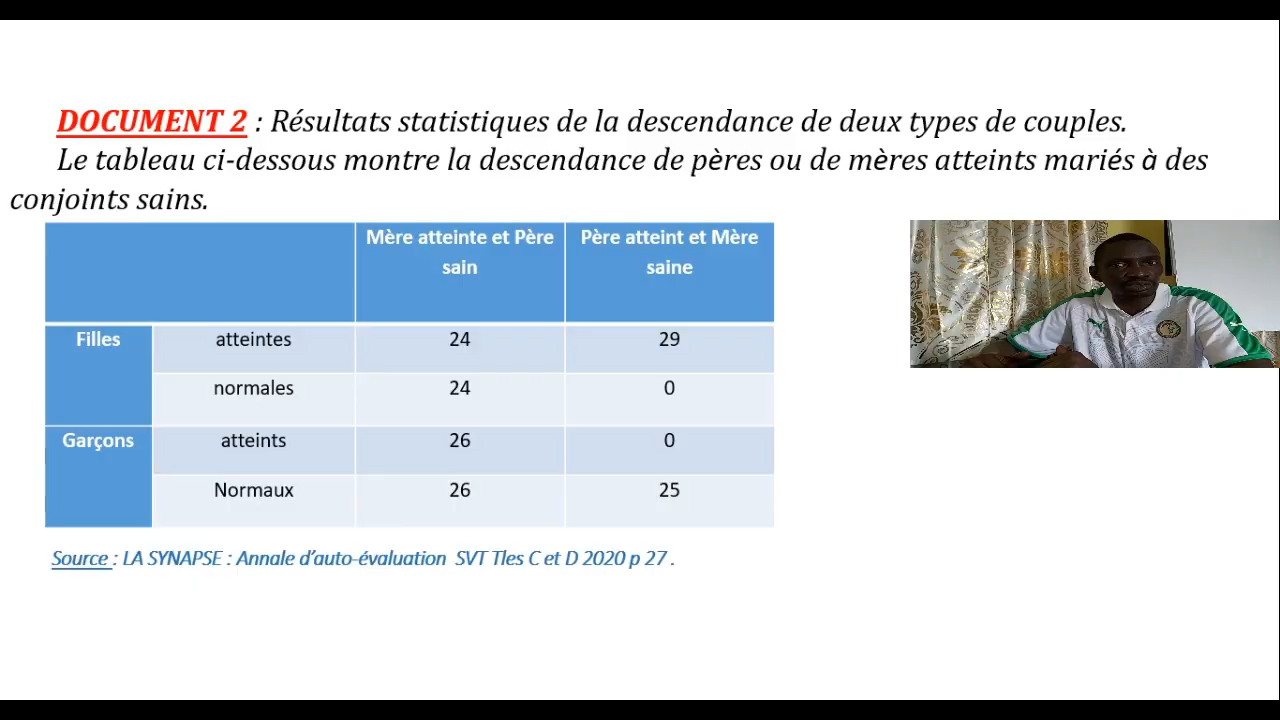 DOCUMENT 2 : Résultats statistiques de la descendance de deux types de couples.
Le tableau ci-dessous montre la descendance de pères ou de mères atteints mariés à des
conjoints sains.
Mère atteinte et Père sain
Père atteint et Mère saine
Filles atteintes 24 29
normales 24 0
Garçons atteints 26 0
Normaux 26 25
Source : LA SYNAPSE : Annale d'auto-évaluation SVT Tles C et D 2020 p 27 .